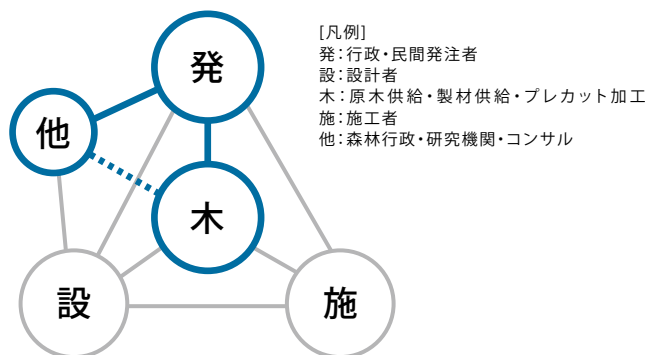 発
他
木
設
施
[凡例]
発:行政・民間発注者
設:設計者
木:原木供給・製材供給・プレカット加工
施:施工者
他:森林行政・研究機関・コンサル